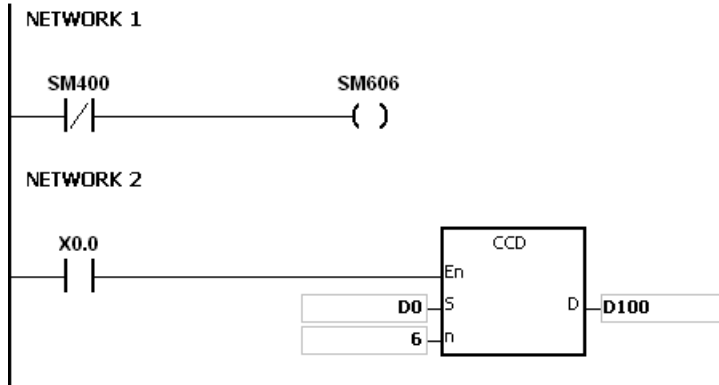 NETWORK 1
SM400 SM606
NETWORK 2
X0.0
CCD
En
D0 S D D100
6 n